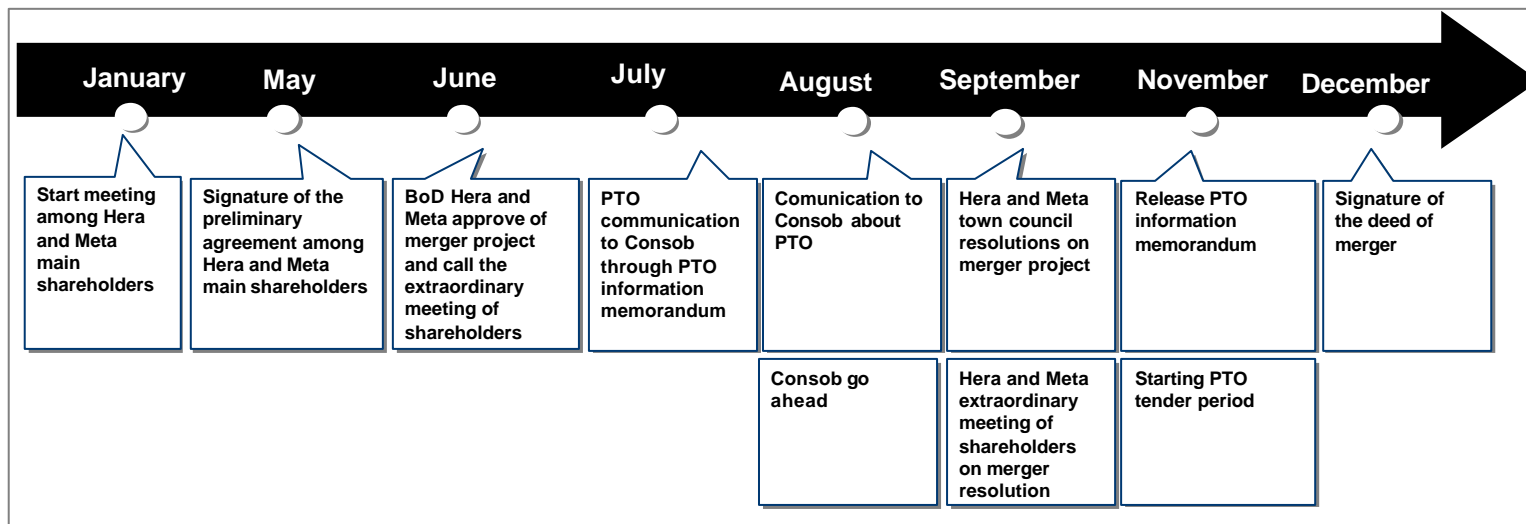 January
May
June
July
August
September
November
December
Start meeting
among Hera
and Meta
main
shareholders
Signature of the
preliminary
agreement among
Hera and Meta
main shareholders
BoD Hera and
Meta approve of
merger project
and call the
extraordinary
meeting of
shareholders
PTO
communication
to Consob
through PTO
information
memorandum
Comunication to
Consob about
PTO
Hera and Meta
town council
resolutions on
merger project
Release PTO
information
memorandum
Signature of
the deed of
merger
Consob go
ahead
Hera and Meta
extraordinary
meeting of
shareholders
on merger
resolution
Starting PTO
tender period